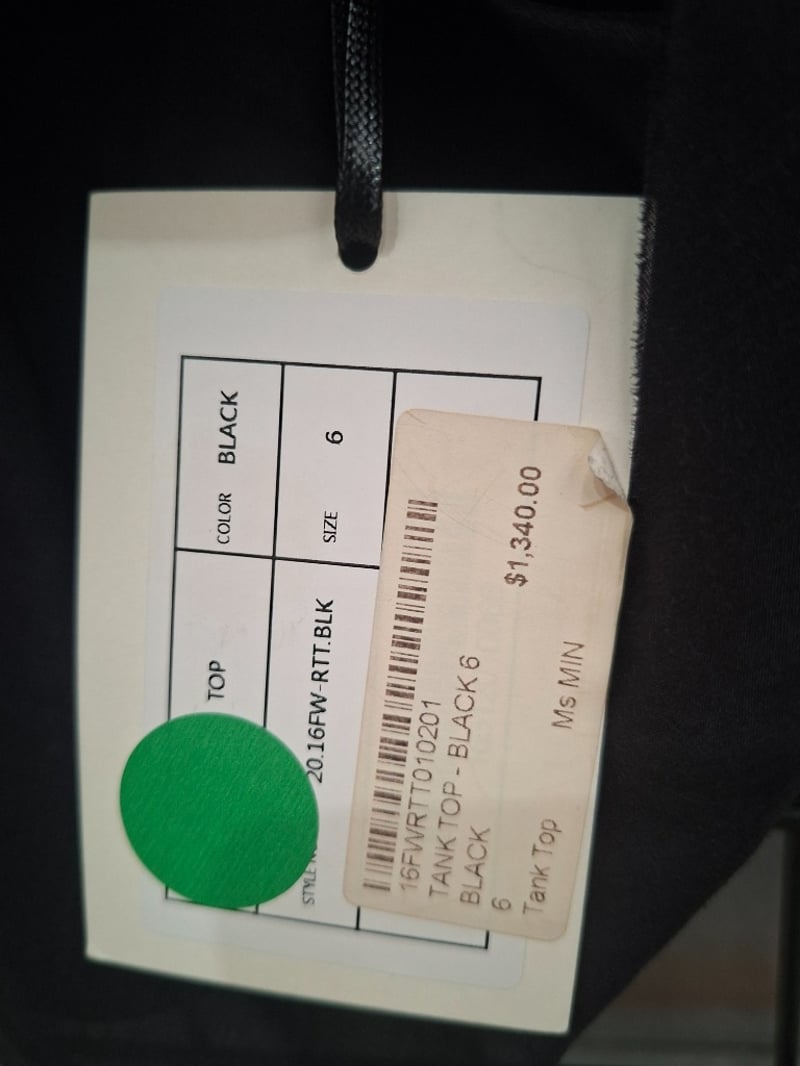 TOP
COLOR BLACK
20.16FW-RTT.BLK
SIZE 6
16FWRTT010201
TANK TOP - BLACK 6
BLACK
6 $1,340.00
Tank Top Ms MIN